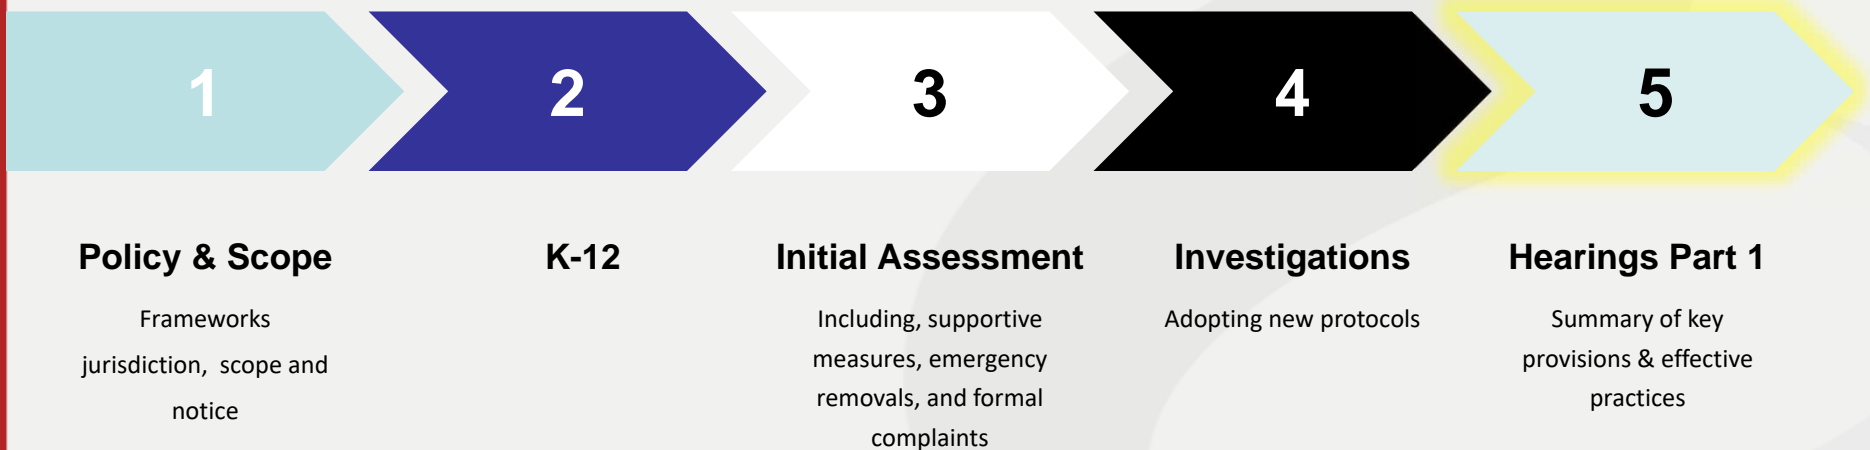 1
2
3
4
5
Policy & Scope
Frameworks
jurisdiction, scope and
notice
K-12
Initial Assessment
Including, supportive
measures, emergency
removals, and formal
complaints
Investigations
Adopting new protocols
Hearings Part 1
Summary of key
provisions & effective
practices